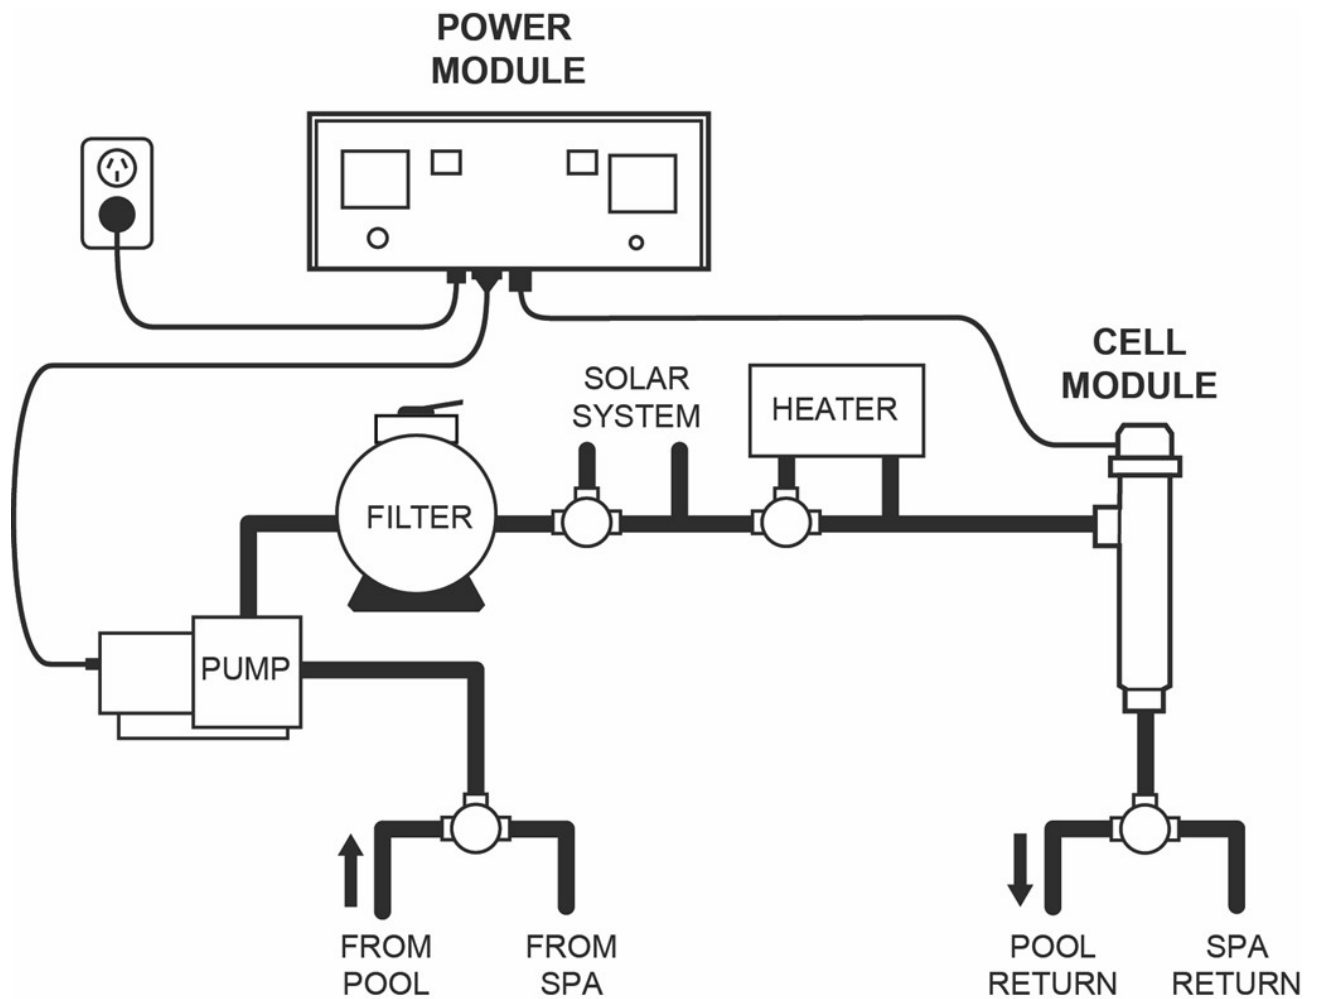 POWER
MODULE
CELL
MODULE
SOLAR
SYSTEM
HEATER
FILTER
PUMP
FROM
POOL
FROM
SPA
POOL
RETURN
SPA
RETURN